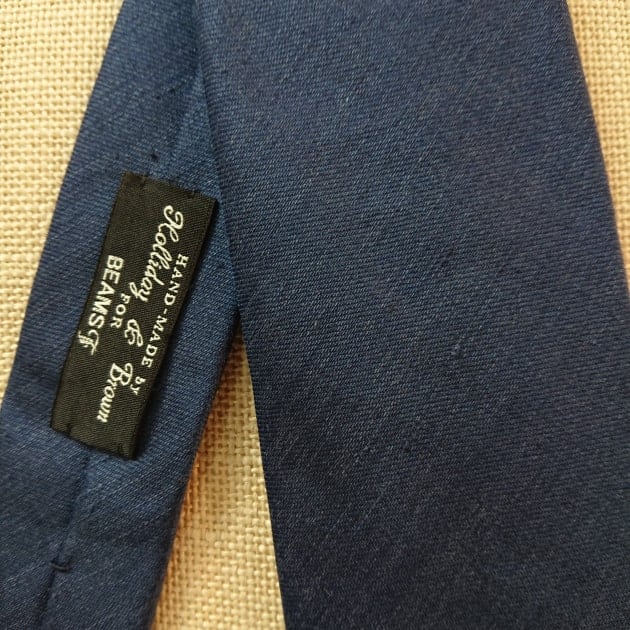 HAND-MADE BY
Holliday & Brown
FOR
BEAMS F